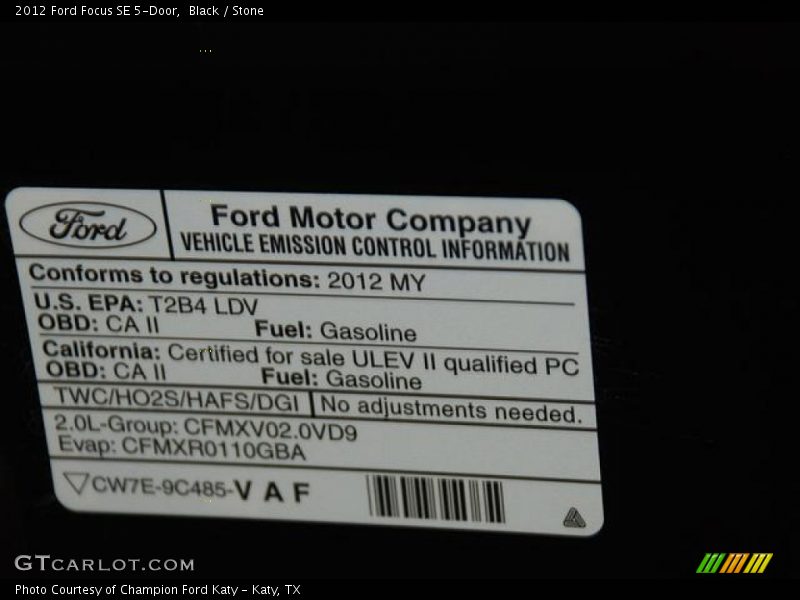 2012 Ford Focus SE 5-Door, Black / Stone
...
Ford
Ford Motor Company
VEHICLE EMISSION CONTROL INFORMATION
Conforms to regulations: 2012 MY
U.S. EPA: T2B4 LDV
OBD: CA II Fuel: Gasoline
California: Certified for sale ULEV II qualified PC
OBD: CA II Fuel: Gasoline
TWC/HO2S/HAFS/DGI No adjustments needed.
2.0L-Group: CFMXV02.0VD9
Evap: CFMXR0110GBA
CW7E-9C485-V A F
GTCARLOT.COM
Photo Courtesy of Champion Ford Katy - Katy, TX